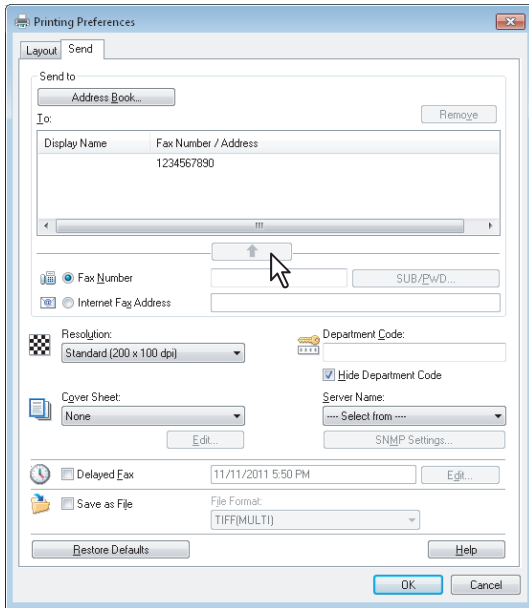 Printing Preferences
Layout Send
Send to
Address Book...
To:
Remove
Display Name Fax Number / Address
1234567890
Fax Number SUB/PWD...
Internet Fax Address
Resolution: Department Code:
Standard (200 x 100 dpi)
Hide Department Code
Cover Sheet: Server Name:
None ---- Select from ----
Edit... SNMP Settings...
Delayed Fax 11/11/2011 5:50 PM Edit...
Save as File File Format:
TIFF(MULTI)
Restore Defaults Help
OK Cancel